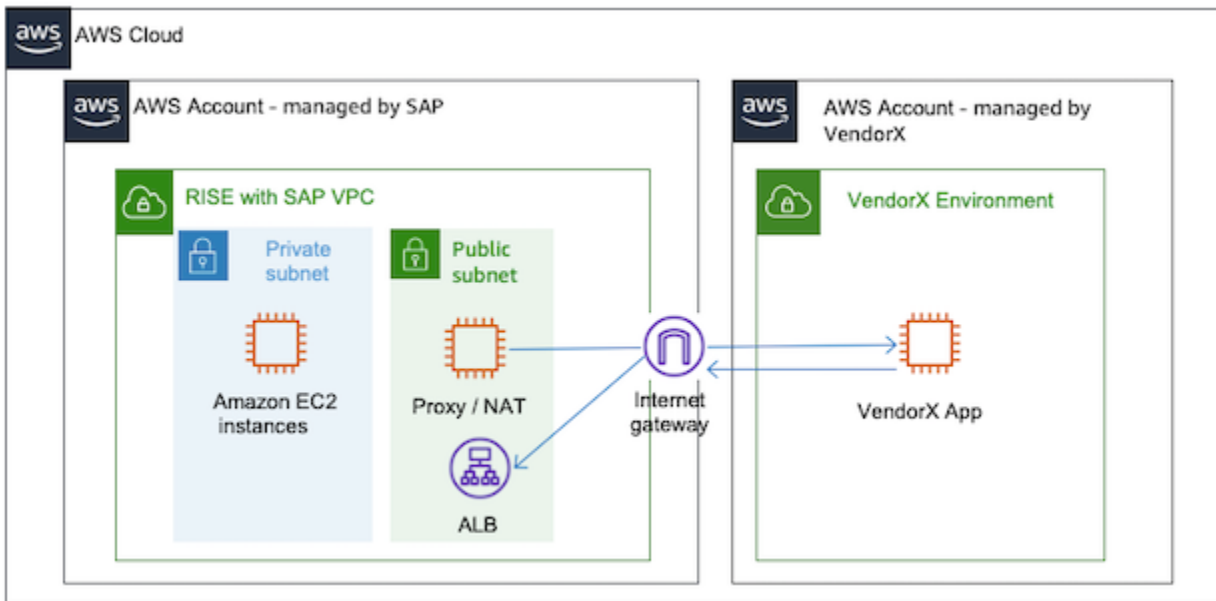 aws
AWS Cloud
aws
AWS Account - managed by SAP
aws
AWS Account - managed by
VendorX
RISE with SAP VPC
VendorX Environment
Private
subnet
Public
subnet
Amazon EC2
instances
Proxy / NAT
Internet
gateway
VendorX App
ALB